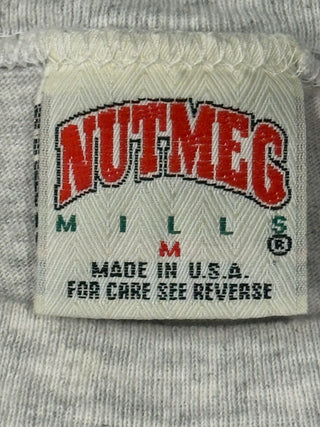 NUTMEG
MILLS®
M
MADE IN U.S.A.
FOR CARE SEE REVERSE